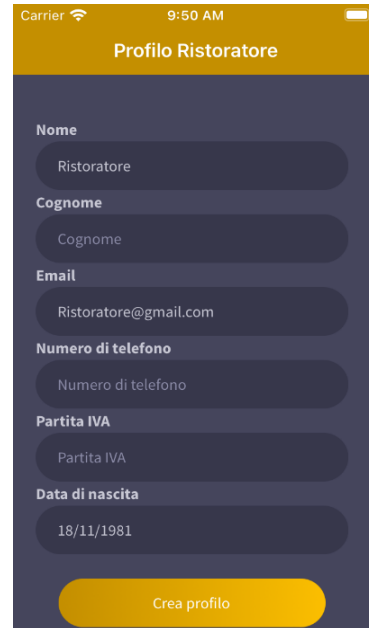 Carrier 9:50 AM
Profilo Ristoratore
Nome
Ristoratore
Cognome
Cognome
Email
Ristoratore@gmail.com
Numero di telefono
Numero di telefono
Partita IVA
Partita IVA
Data di nascita
18/11/1981
Crea profilo